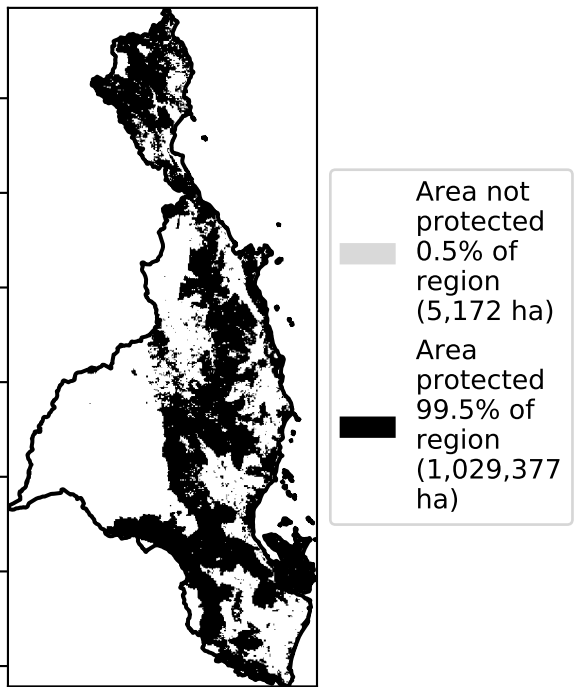 Area not
protected
0.5% of
region
(5,172 ha)
Area
protected
99.5% of
region
(1,029,377
ha)